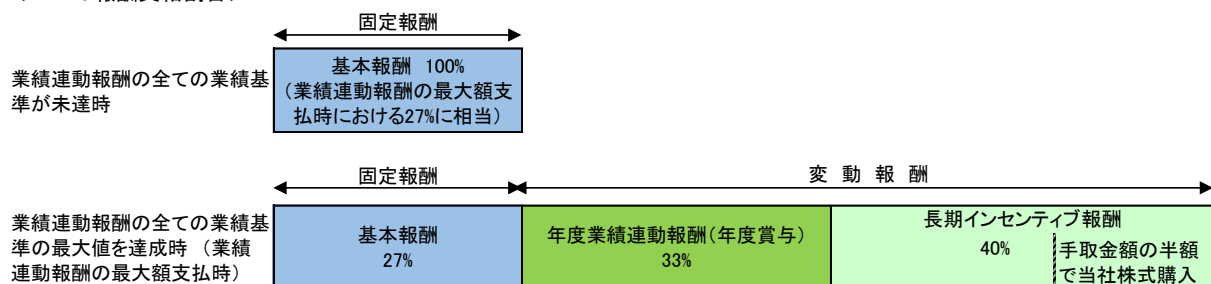 固定報酬
業績連動報酬の全ての業績基
準が未達時
基本報酬 100%
(業績連動報酬の最大額支
払時における27%に相当)
固定報酬
変 動 報 酬
業績連動報酬の全ての業績基
準の最大値を達成時 (業績
連動報酬の最大額支払時)
基本報酬
27%
年度業績連動報酬(年度賞与)
33%
長期インセンティブ報酬
40%
手取金額の半額
で当社株式購入